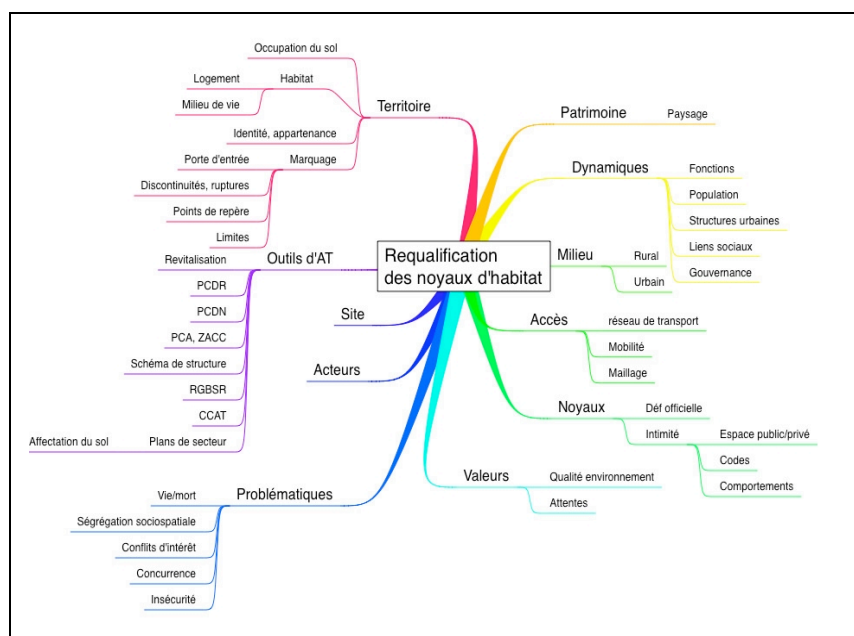 Requalification
des noyaux d'habitat
Territoire
Occupation du sol
Habitat
Logement
Milieu de vie
Identité, appartenance
Marquage
Porte d'entrée
Discontinuités, ruptures
Points de repère
Limites
Outils d'AT
Revitalisation
PCDR
PCDN
PCA, ZACC
Schéma de structure
RGBSR
CCAT
Plans de secteur
Affectation du sol
Site
Acteurs
Problématiques
Vie/mort
Ségrégation sociospatiale
Conflits d'intérêt
Concurrence
Insécurité
Patrimoine
Paysage
Dynamiques
Fonctions
Population
Structures urbaines
Liens sociaux
Gouvernance
Milieu
Rural
Urbain
Accès
réseau de transport
Mobilité
Maillage
Noyaux
Déf officielle
Intimité
Espace public/privé
Codes
Comportements
Valeurs
Qualité environnement
Attentes